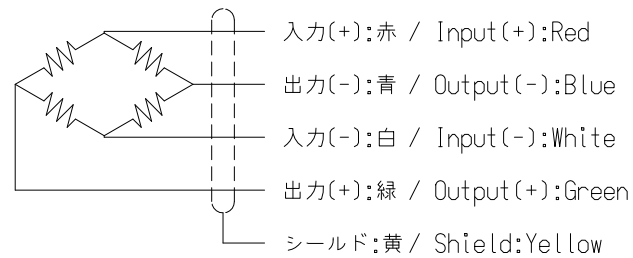 入力(+):赤 / Input(+):Red
出力(-):青 / Output(-):Blue
入力(-):白 / Input(-):White
出力(+):緑 / Output(+):Green
シールド:黄 / Shield:Yellow